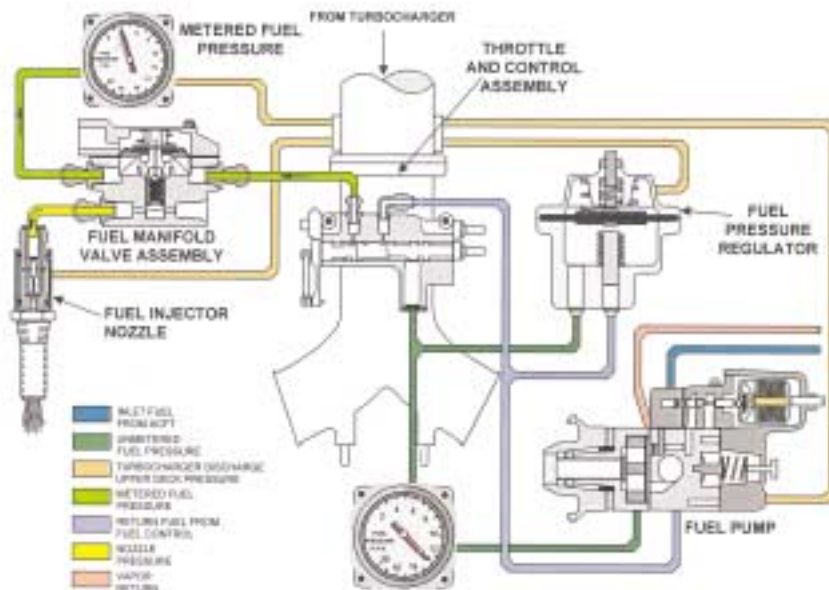 FROM TURBOCHARGER
METERED FUEL
PRESSURE
THROTTLE
AND CONTROL
ASSEMBLY
FUEL MANIFOLD
VALVE ASSEMBLY
FUEL
PRESSURE
REGULATOR
FUEL INJECTOR
NOZZLE
INLET FUEL
FROM ACFT
UNMETERED
FUEL PRESSURE
TURBOCHARGER DISCHARGE
UPPER DECK PRESSURE
METERED FUEL
PRESSURE
RETURN FUEL FROM
FUEL CONTROL
NOZZLE
PRESSURE
VAPOR
RETURN
FUEL PUMP